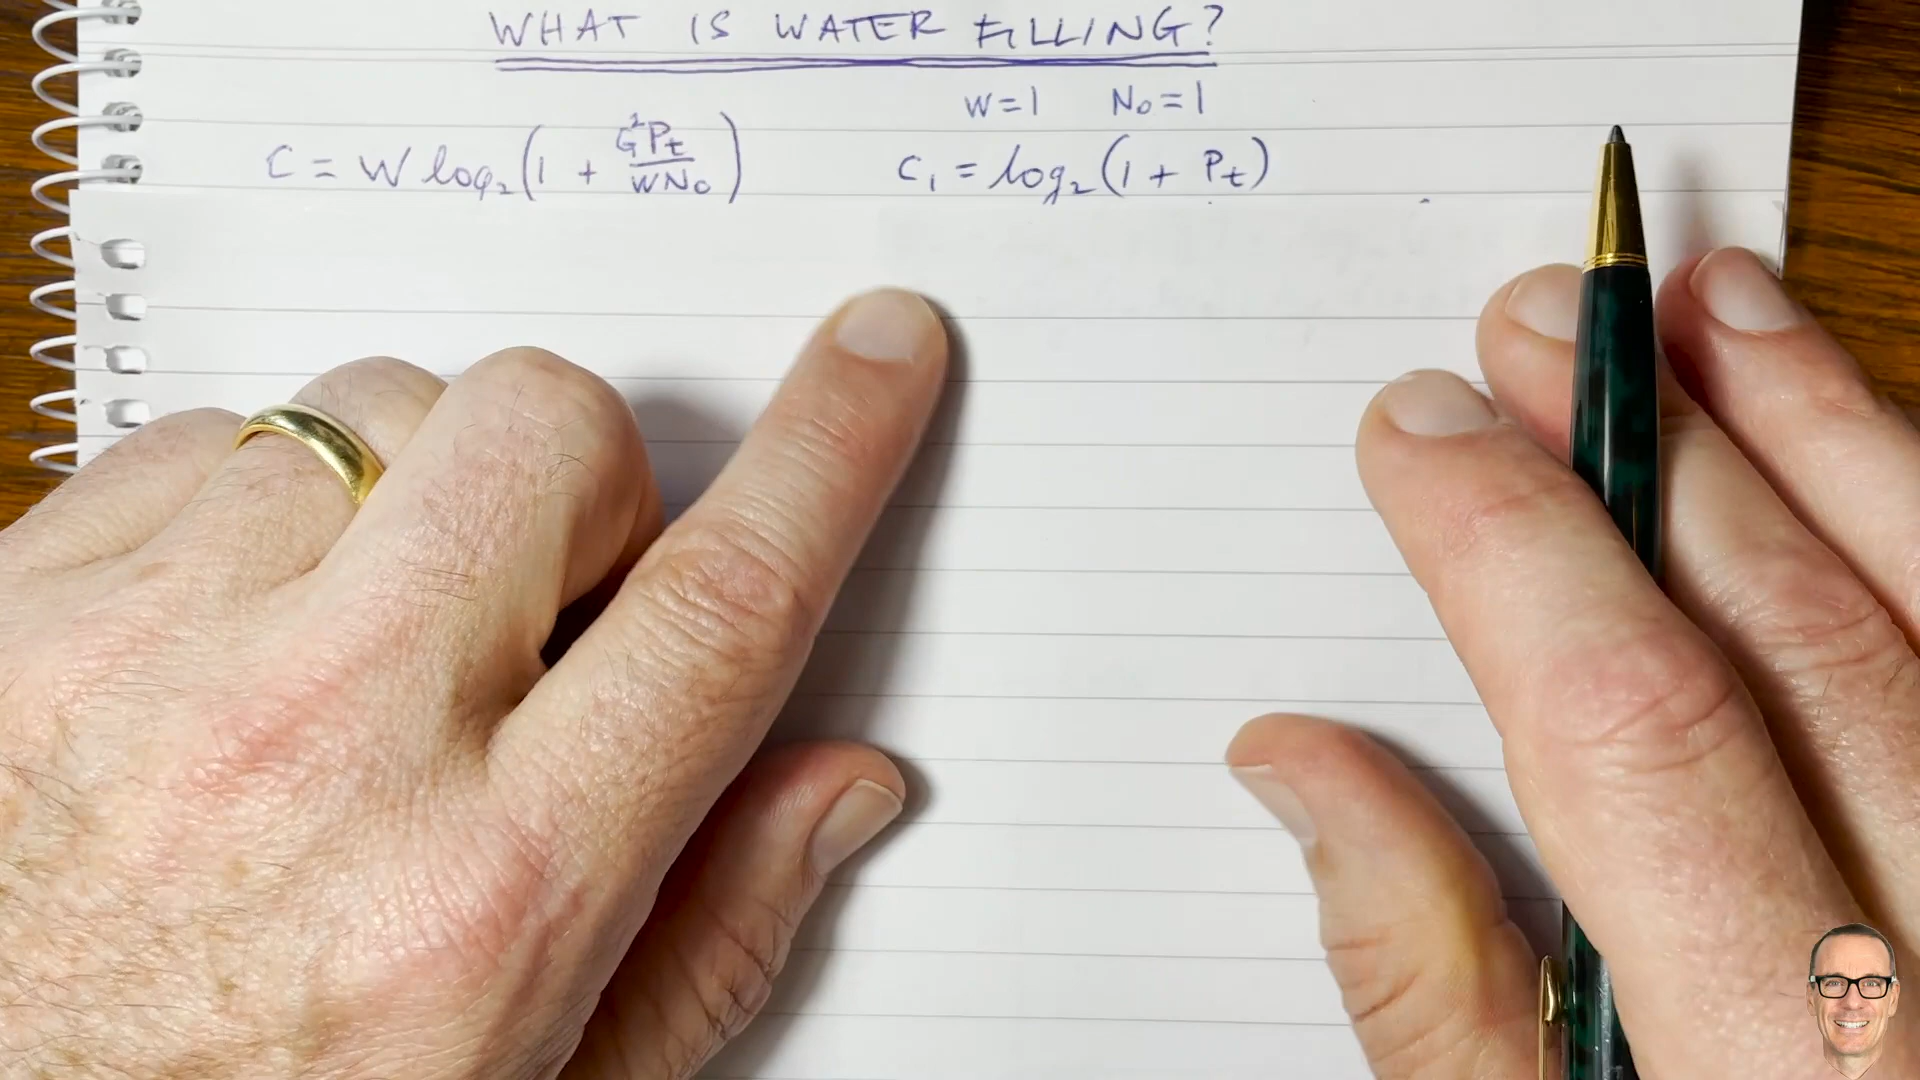 WHAT IS WATER FILLING?
W=1 N₀=1
C = W log₂(1 + G²Pt/WN₀) C₁ = log₂(1 + Pt)